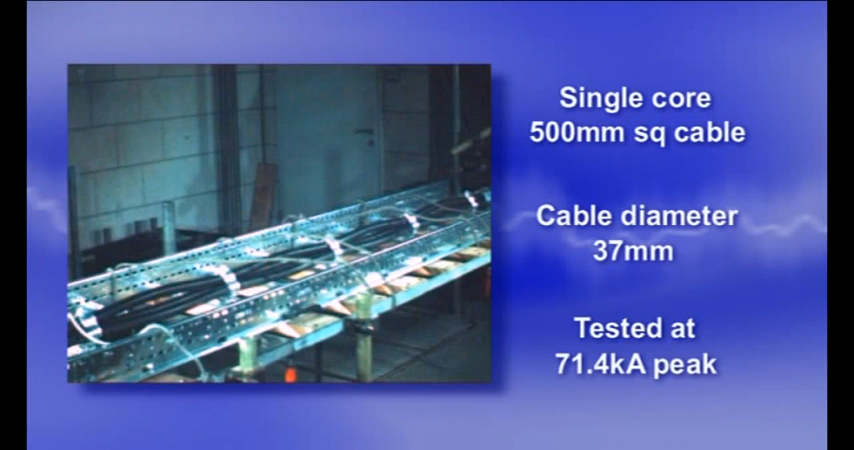 Single core
500mm sq cable
Cable diameter
37mm
Tested at
71.4kA peak